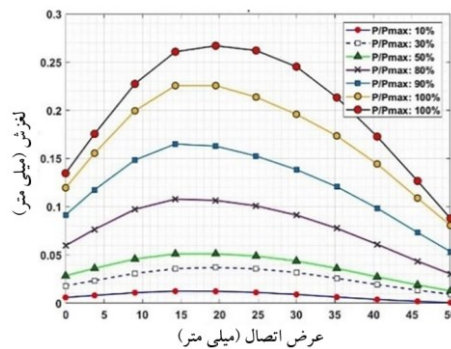 0.3
0.25
0.2
0.15
0.1
0.05
0
لغزش (میلی متر)
P/Pmax: 10%
P/Pmax: 30%
P/Pmax: 50%
P/Pmax: 80%
P/Pmax: 90%
P/Pmax: 100%
P/Pmax: 100%
0 5 10 15 20 25 30 35 40 45 50
عرض اتصال (میلی متر)